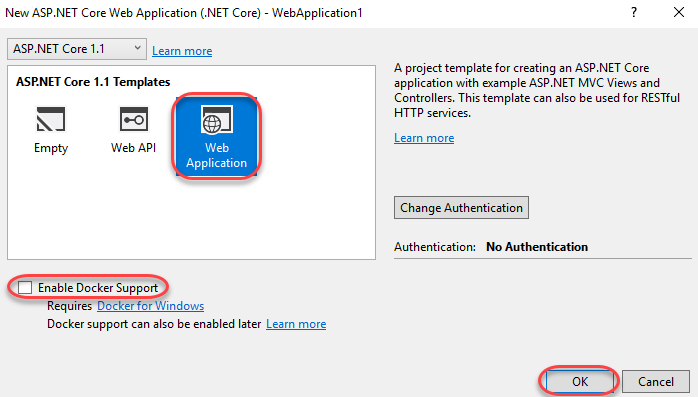 New ASP.NET Core Web Application (.NET Core) - WebApplication1
?
ASP.NET Core 1.1
Learn more
ASP.NET Core 1.1 Templates
Empty
Web API
Web
Application
A project template for creating an ASP.NET Core
application with example ASP.NET MVC Views and
Controllers. This template can also be used for RESTful
HTTP services.
Learn more
Change Authentication
Authentication: No Authentication
Enable Docker Support
Requires Docker for Windows
Docker support can also be enabled later Learn more
OK
Cancel